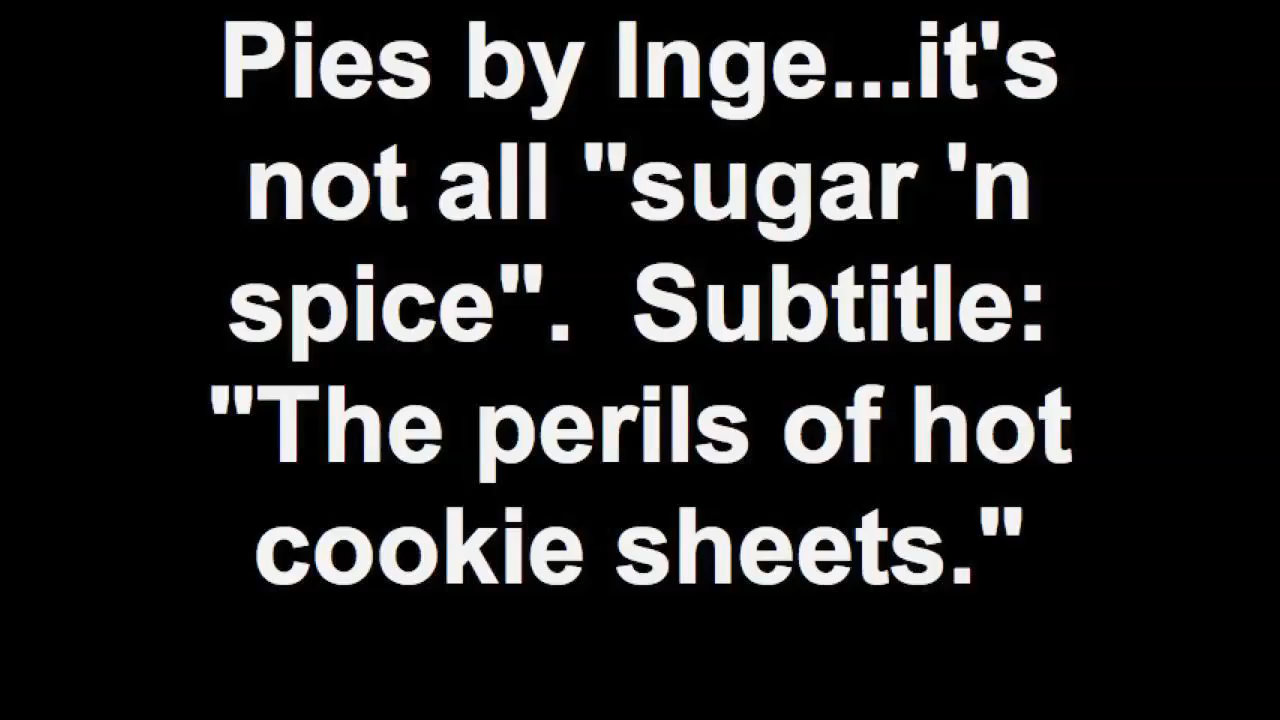 Pies by Inge...it's
not all "sugar 'n
spice".  Subtitle:
"The perils of hot
cookie sheets."